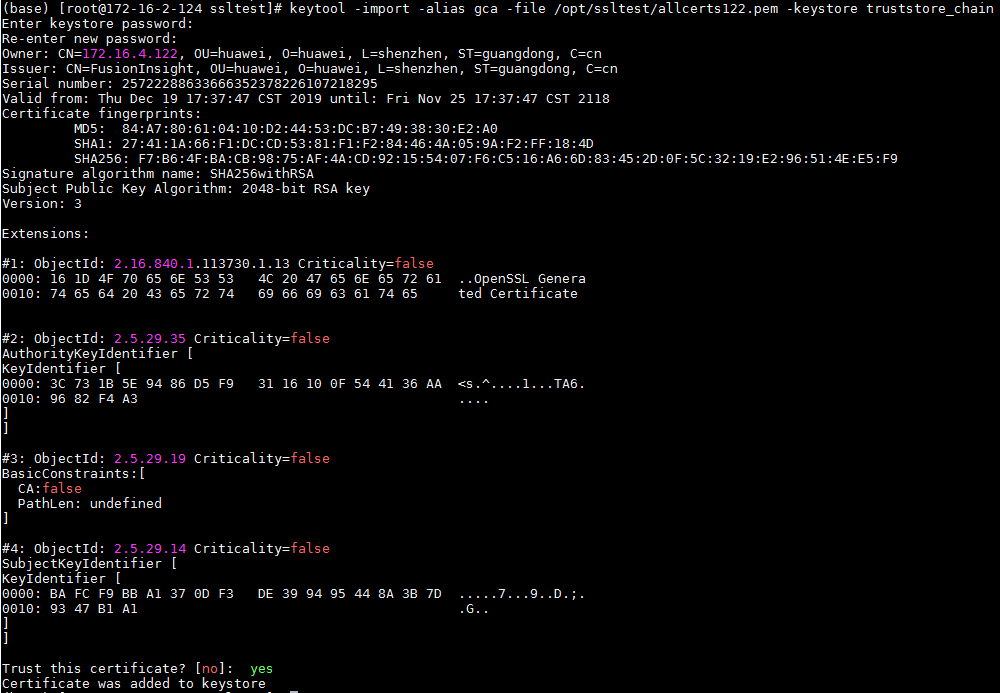 (base) [root@172-16-2-124 ssltest]# keytool -import -alias gca -file /opt/ssltest/allcerts122.pem -keystore truststore_chain
Enter keystore password:
Re-enter new password:
Owner: CN=172.16.4.122, OU=huawei, O=huawei, L=shenzhen, ST=guangdong, C=cn
Issuer: CN=FusionInsight, OU=huawei, O=huawei, L=shenzhen, ST=guangdong, C=cn
Serial number: 25722288633666352378226107218295
Valid from: Thu Dec 19 17:37:47 CST 2019 until: Fri Nov 25 17:37:47 CST 2118
Certificate fingerprints:
MD5:  84:A7:80:61:04:10:D2:44:53:DC:B7:49:38:30:E2:A0
SHA1: 27:41:1A:66:F1:DC:CD:53:81:F1:F2:84:46:4A:05:9A:F2:FF:18:4D
SHA256: F7:B6:4F:BA:CB:98:75:AF:4A:CD:92:15:54:07:F6:C5:16:A6:6D:83:45:2D:0F:5C:32:19:E2:96:51:4E:E5:F9
Signature algorithm name: SHA256withRSA
Subject Public Key Algorithm: 2048-bit RSA key
Version: 3
Extensions:
#1: ObjectId: 2.16.840.1.113730.1.13 Criticality=false
0000: 16 1D 4F 70 65 6E 53 53   4C 20 47 65 6E 65 72 61  ..OpenSSL Genera
0010: 74 65 64 20 43 65 72 74   69 66 69 63 61 74 65     ted Certificate
#2: ObjectId: 2.5.29.35 Criticality=false
AuthorityKeyIdentifier [
KeyIdentifier [
0000: 3C 73 1B 5E 94 86 D5 F9   31 16 10 0F 54 41 36 AA  <s.^....1...TA6.
0010: 96 82 F4 A3                                        ....
]
]
#3: ObjectId: 2.5.29.19 Criticality=false
BasicConstraints:[
CA:false
PathLen: undefined
]
#4: ObjectId: 2.5.29.14 Criticality=false
SubjectKeyIdentifier [
KeyIdentifier [
0000: BA FC F9 BB A1 37 0D F3   DE 39 94 95 44 8A 3B 7D  .....7...9..D.;.
0010: 93 47 B1 A1                                        .G..
]
]
Trust this certificate? [no]:  yes
Certificate was added to keystore